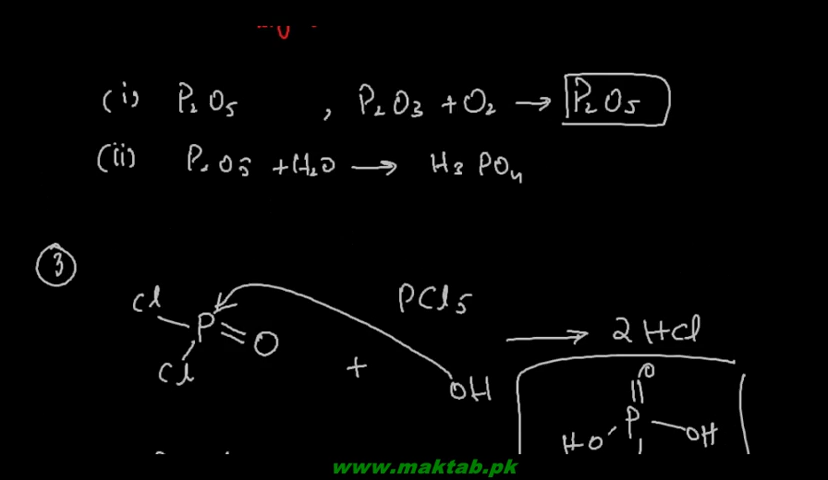 (i) P2O5 , P2O3 + O2 → P2O5
(ii) P2O5 + H2O → H3PO4
3
PCl5
Cl
P=O
Cl
+
OH
→ 2HCl
O
HO P OH
www.maktab.pk